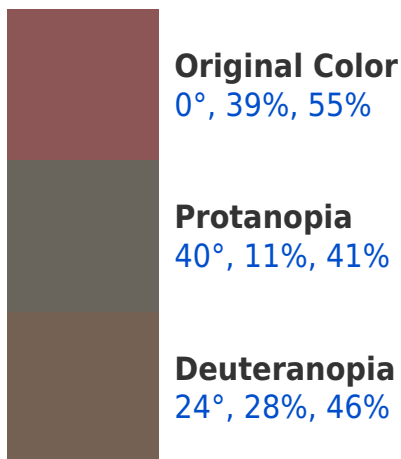 Original Color
0°, 39%, 55%
Protanopia
40°, 11%, 41%
Deuteranopia
24°, 28%, 46%